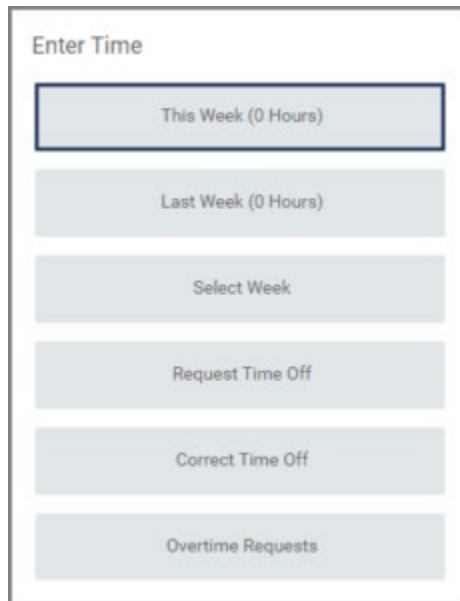 Enter Time
This Week (0 Hours)
Last Week (0 Hours)
Select Week
Request Time Off
Correct Time Off
Overtime Requests